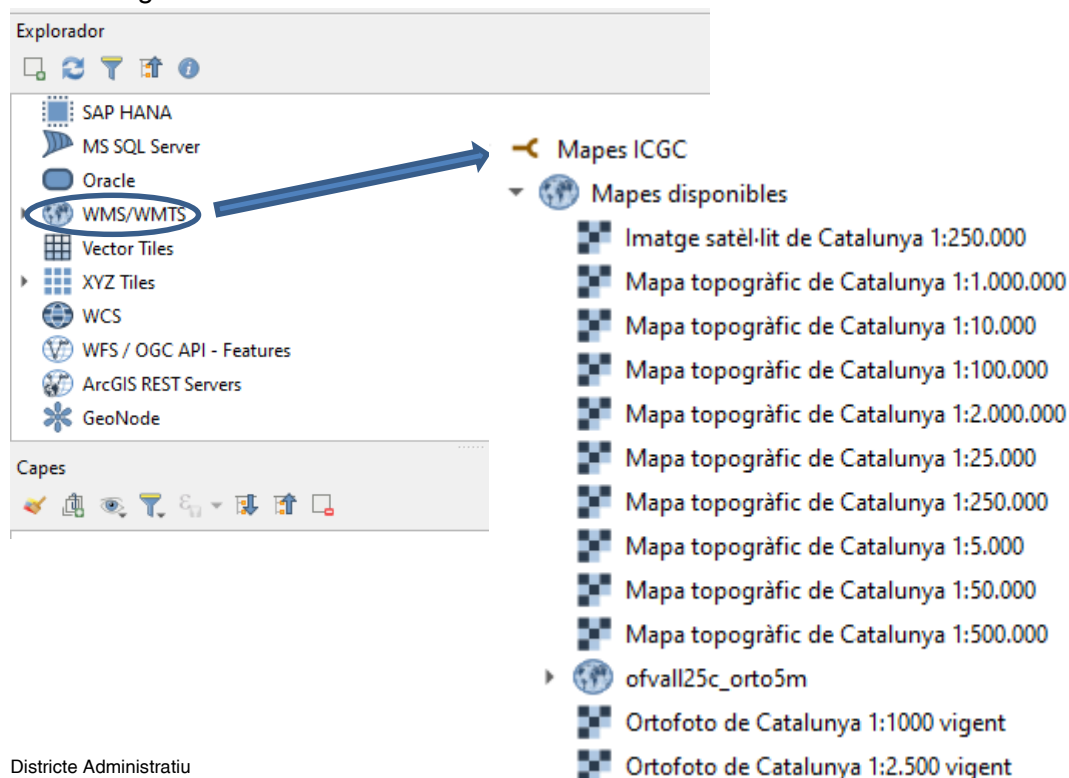 Explorador
SAP HANA
MS SQL Server
Oracle
WMS/WMTS
Vector Tiles
XYZ Tiles
WCS
WFS / OGC API - Features
ArcGIS REST Servers
GeoNode
Capes
Mapes ICGC
Mapes disponibles
Imatge satèl·lit de Catalunya 1:250.000
Mapa topogràfic de Catalunya 1:1.000.000
Mapa topogràfic de Catalunya 1:10.000
Mapa topogràfic de Catalunya 1:100.000
Mapa topogràfic de Catalunya 1:2.000.000
Mapa topogràfic de Catalunya 1:25.000
Mapa topogràfic de Catalunya 1:250.000
Mapa topogràfic de Catalunya 1:5.000
Mapa topogràfic de Catalunya 1:50.000
Mapa topogràfic de Catalunya 1:500.000
ofvall25c_orto5m
Ortofoto de Catalunya 1:1000 vigent
Ortofoto de Catalunya 1:2.500 vigent
Districte Administratiu